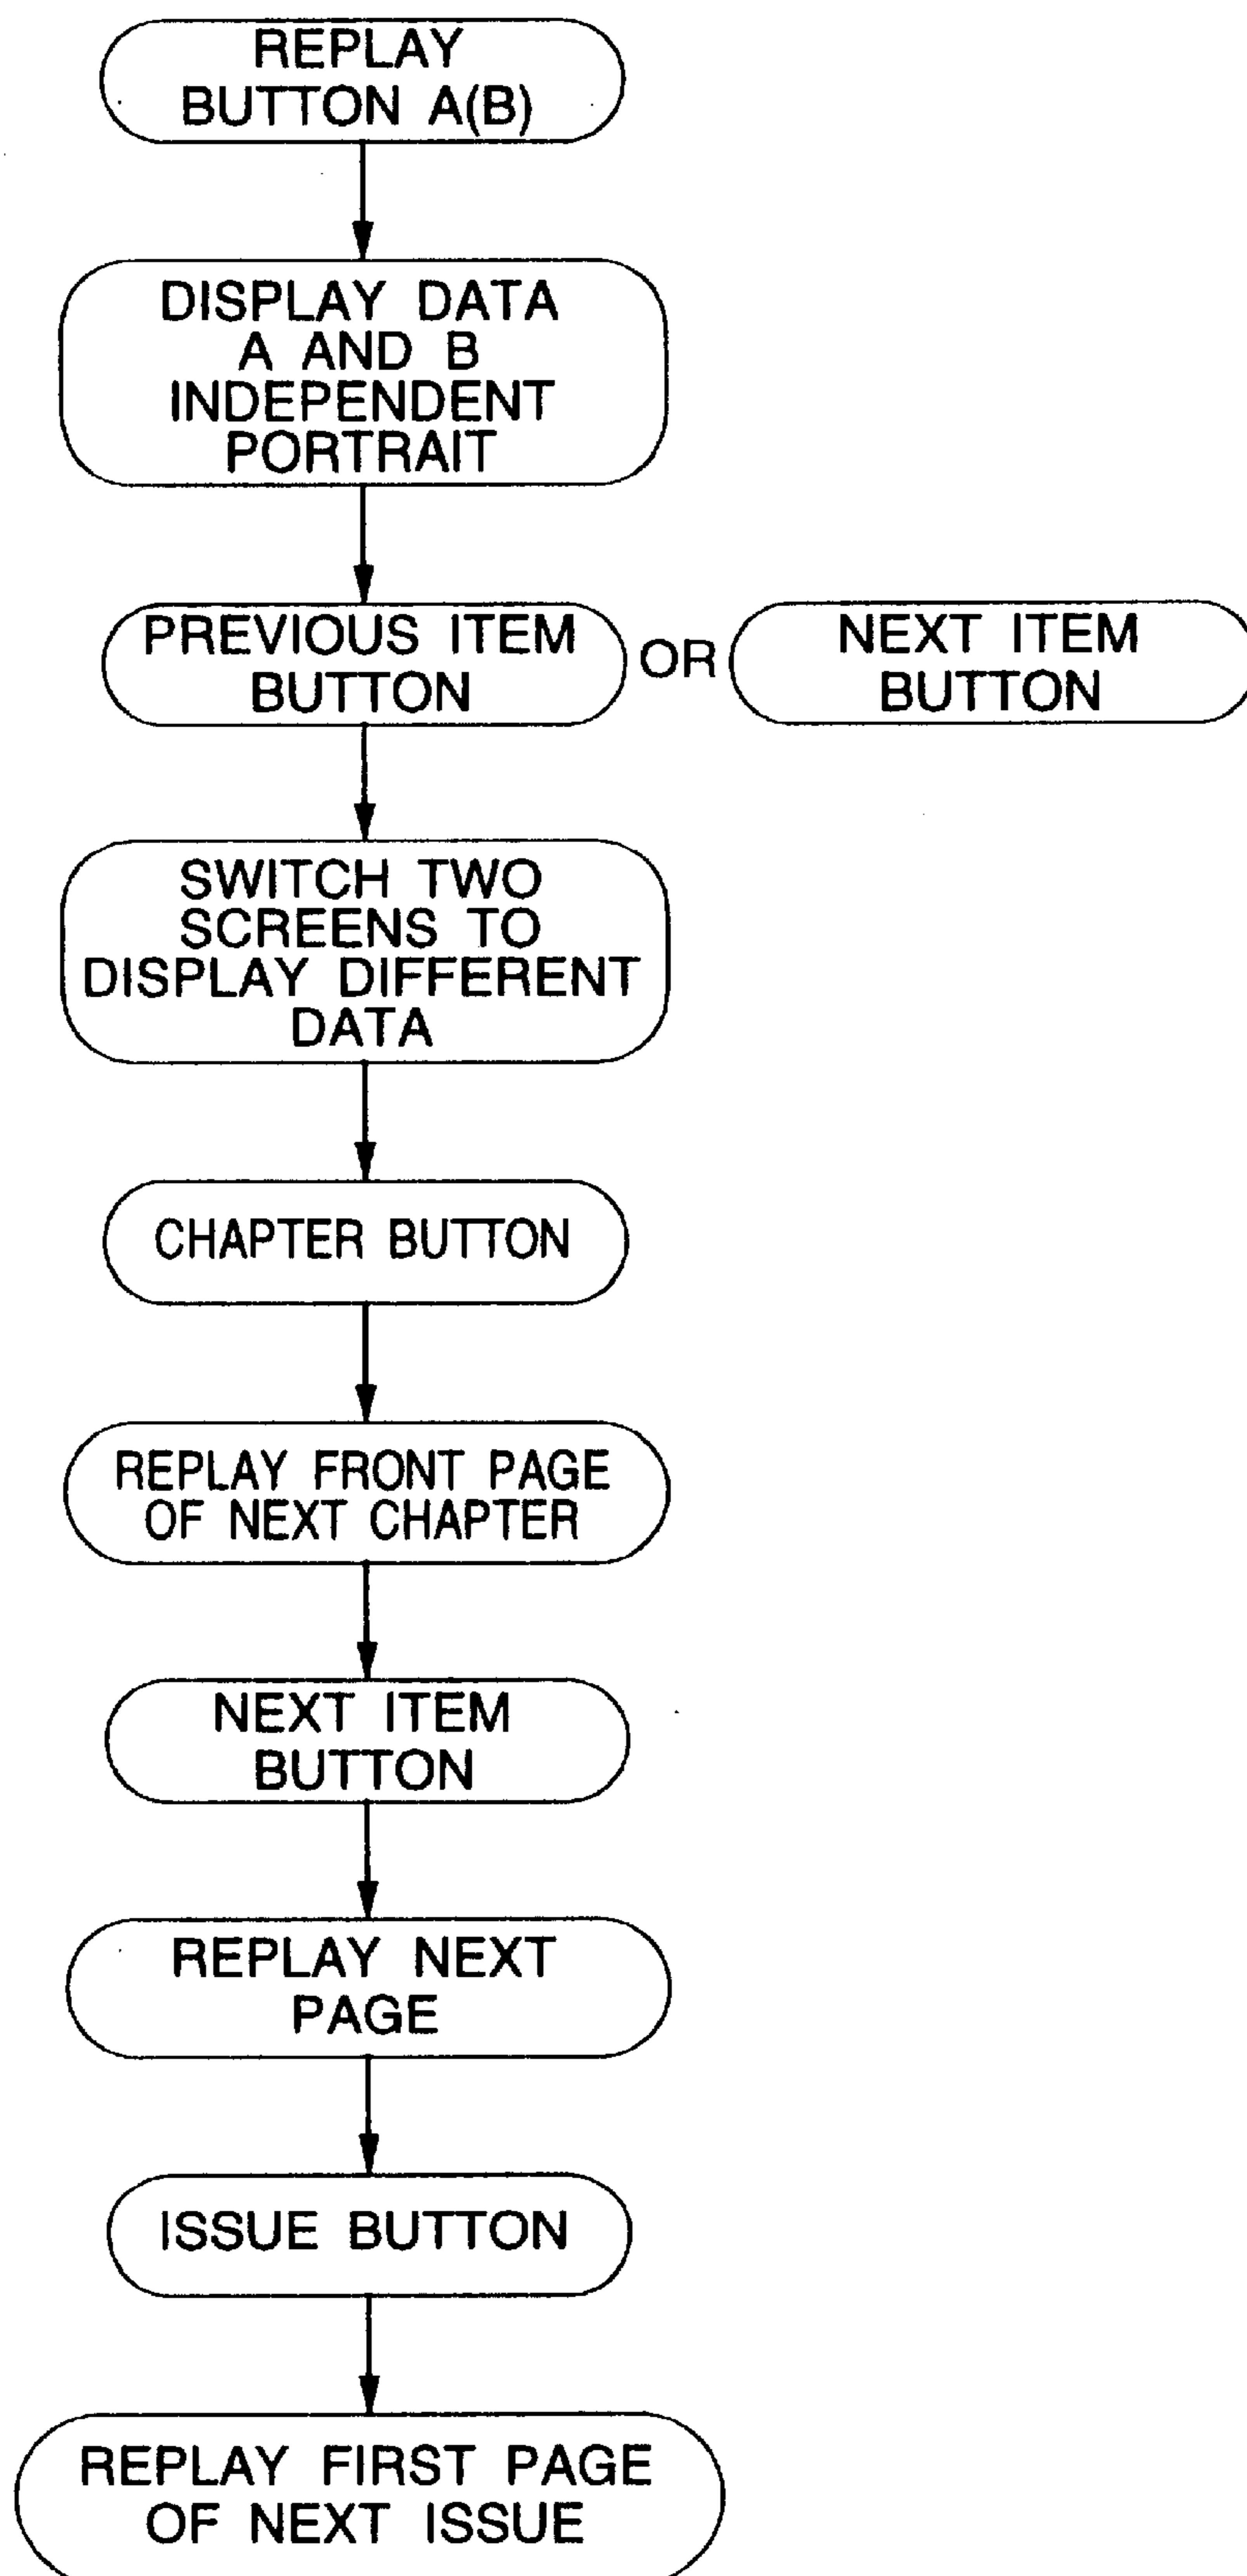 REPLAY
BUTTON A(B)
DISPLAY DATA
A AND B
INDEPENDENT
PORTRAIT
PREVIOUS ITEM
BUTTON
OR
NEXT ITEM
BUTTON
SWITCH TWO
SCREENS TO
DISPLAY DIFFERENT
DATA
CHAPTER BUTTON
REPLAY FRONT PAGE
OF NEXT CHAPTER
NEXT ITEM
BUTTON
REPLAY NEXT
PAGE
ISSUE BUTTON
REPLAY FIRST PAGE
OF NEXT ISSUE